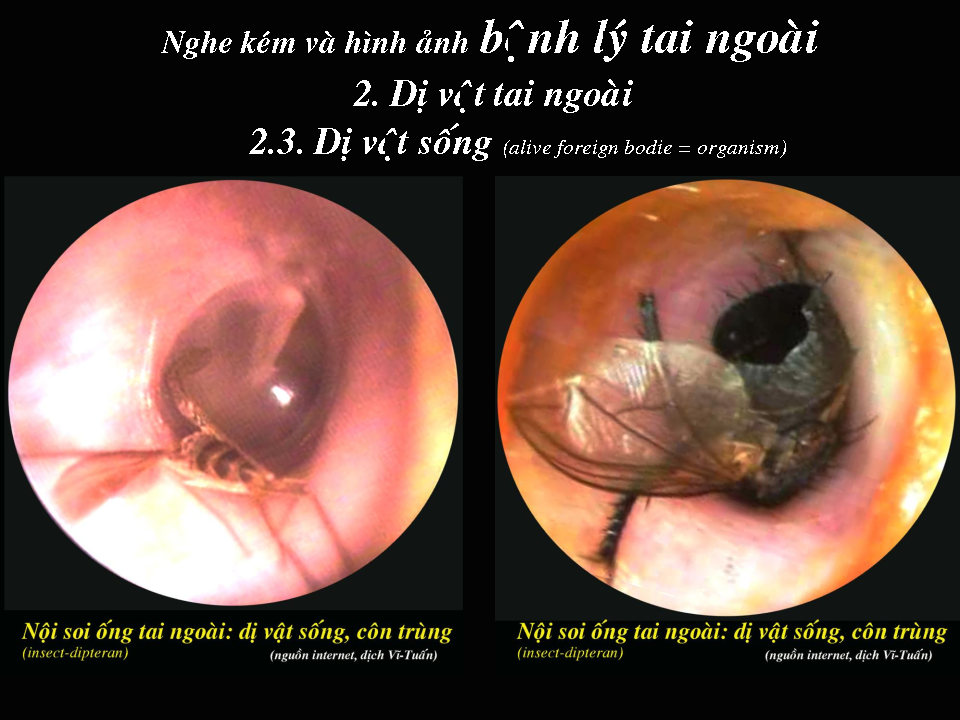 Nghe kém và hình ảnh bệnh lý tai ngoài
2. Dị vật tai ngoài
2.3. Dị vật sống (alive foreign bodie = organism)
Nội soi ống tai ngoài: dị vật sống, côn trùng
(insect-dipteran) (nguồn internet, dịch Vĩ-Tuấn)
Nội soi ống tai ngoài: dị vật sống, côn trùng
(insect-dipteran) (nguồn internet, dịch Vĩ-Tuấn)